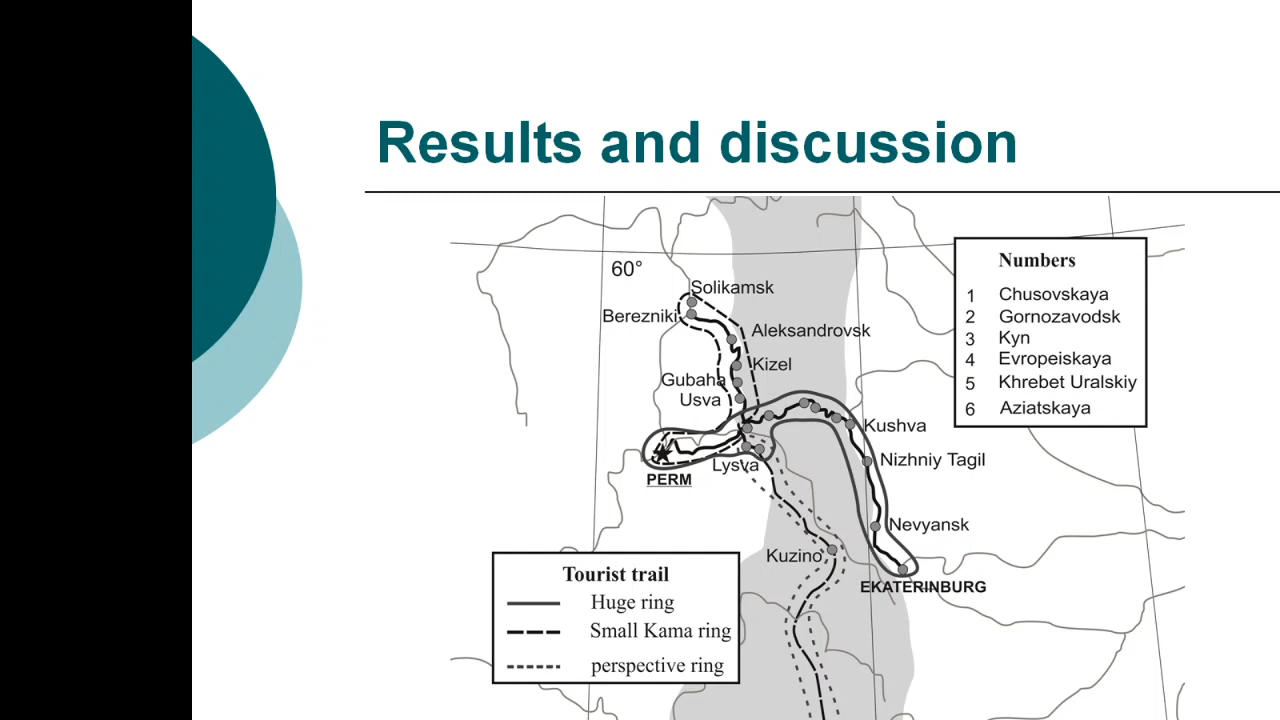 Results and discussion
60°
Solikamsk
Berezniki
Aleksandrovsk
Kizel
Gubaha
Usva
Kushva
Nizhniy Tagil
Lysva
PERM
Nevyansk
Kuzino
EKATERINBURG
Numbers
1 Chusovskaya
2 Gornozavodsk
3 Kyn
4 Evropeiskaya
5 Khrebet Uralskiy
6 Aziatskaya
Tourist trail
Huge ring
Small Kama ring
perspective ring